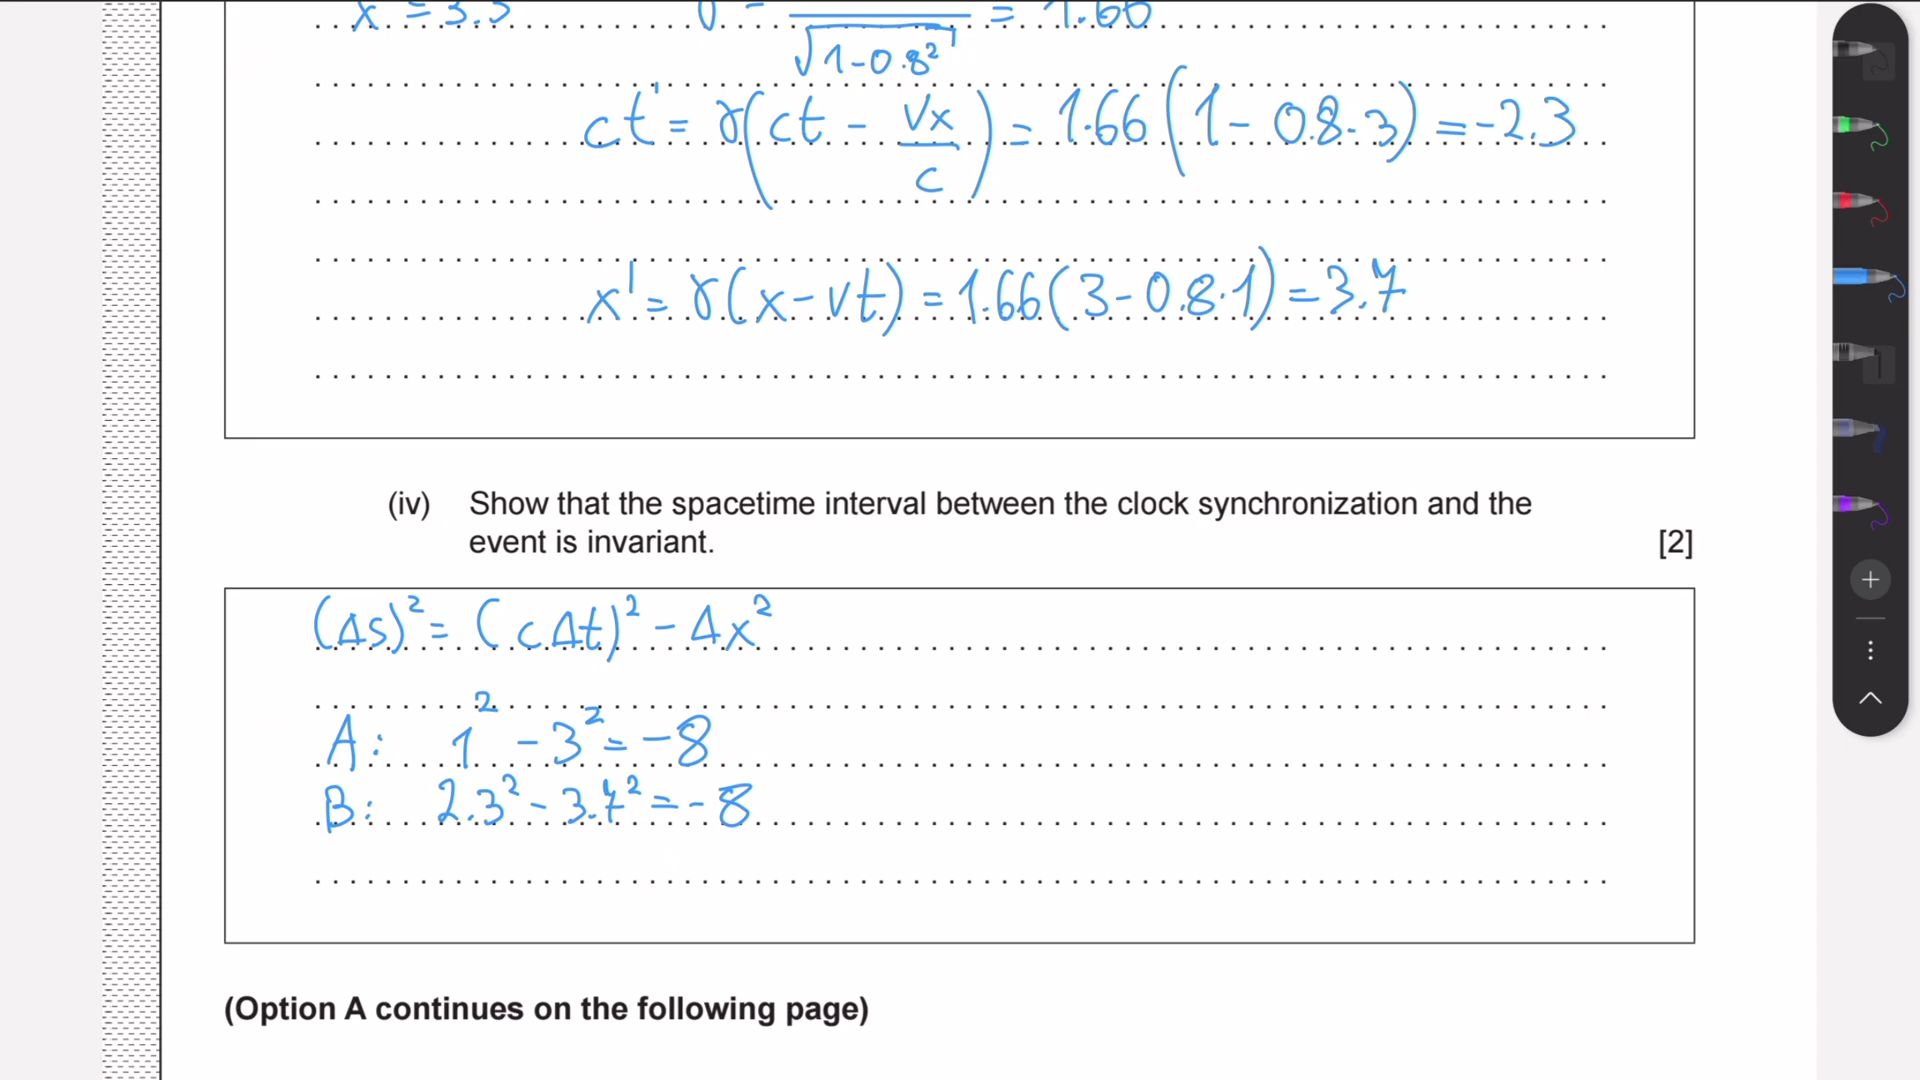 x = 3.3 = 1.66
√1-0.8²
ct' = γ(ct - vx/c) = 1.66(1 - 0.8·3) = -2.3
x' = γ(x - vt) = 1.66(3 - 0.8·1) = 3.7
(iv) Show that the spacetime interval between the clock synchronization and the
event is invariant. [2]
(Δs)² = (cΔt)² - Δx²
A: 1² - 3² = -8
B: 2.3² - 3.7² = -8
(Option A continues on the following page)